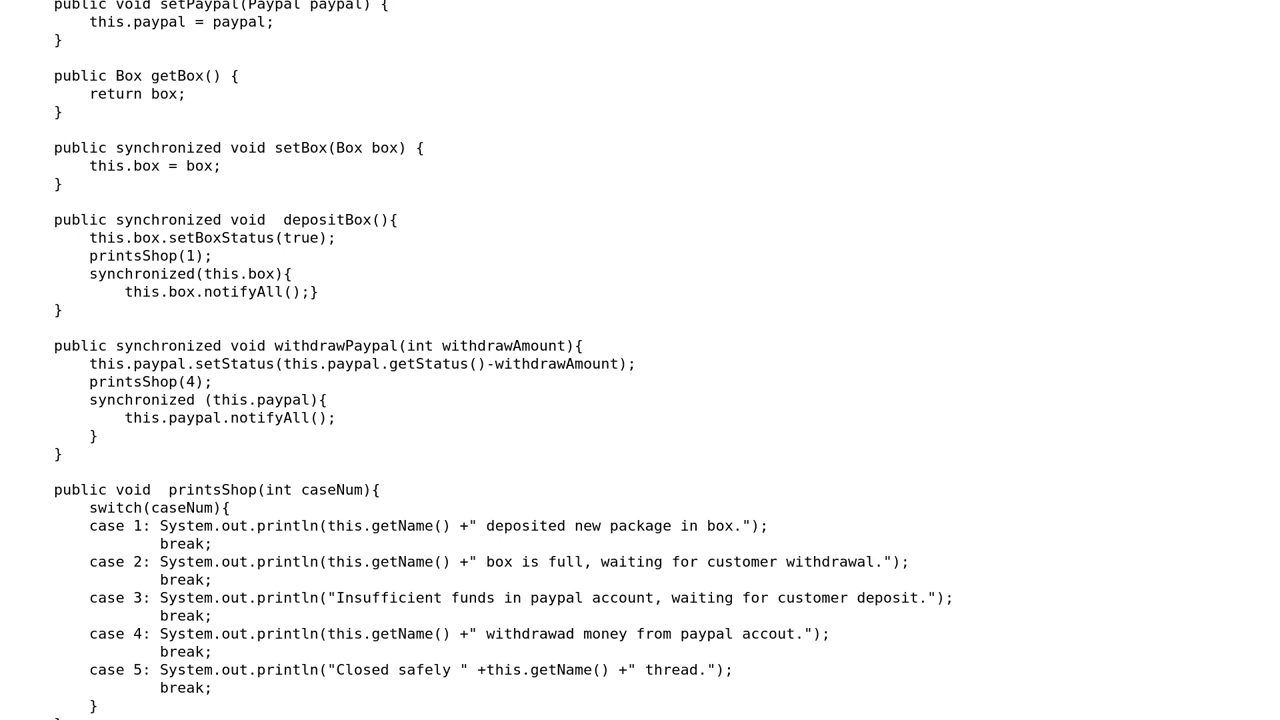 public void setPaypal(Paypal paypal) {
    this.paypal = paypal;
}

public Box getBox() {
    return box;
}

public synchronized void setBox(Box box) {
    this.box = box;
}

public synchronized void  depositBox(){
    this.box.setBoxStatus(true);
    printsShop(1);
    synchronized(this.box){
        this.box.notifyAll();}
}

public synchronized void withdrawPaypal(int withdrawAmount){
    this.paypal.setStatus(this.paypal.getStatus()-withdrawAmount);
    printsShop(4);
    synchronized (this.paypal){
        this.paypal.notifyAll();
    }
}

public void  printsShop(int caseNum){
    switch(caseNum){
    case 1: System.out.println(this.getName() +" deposited new package in box.");
            break;
    case 2: System.out.println(this.getName() +" box is full, waiting for customer withdrawal.");
            break;
    case 3: System.out.println("Insufficient funds in paypal account, waiting for customer deposit.");
            break;
    case 4: System.out.println(this.getName() +" withdrawad money from paypal accout.");
            break;
    case 5: System.out.println("Closed safely " +this.getName() +" thread.");
            break;
    }